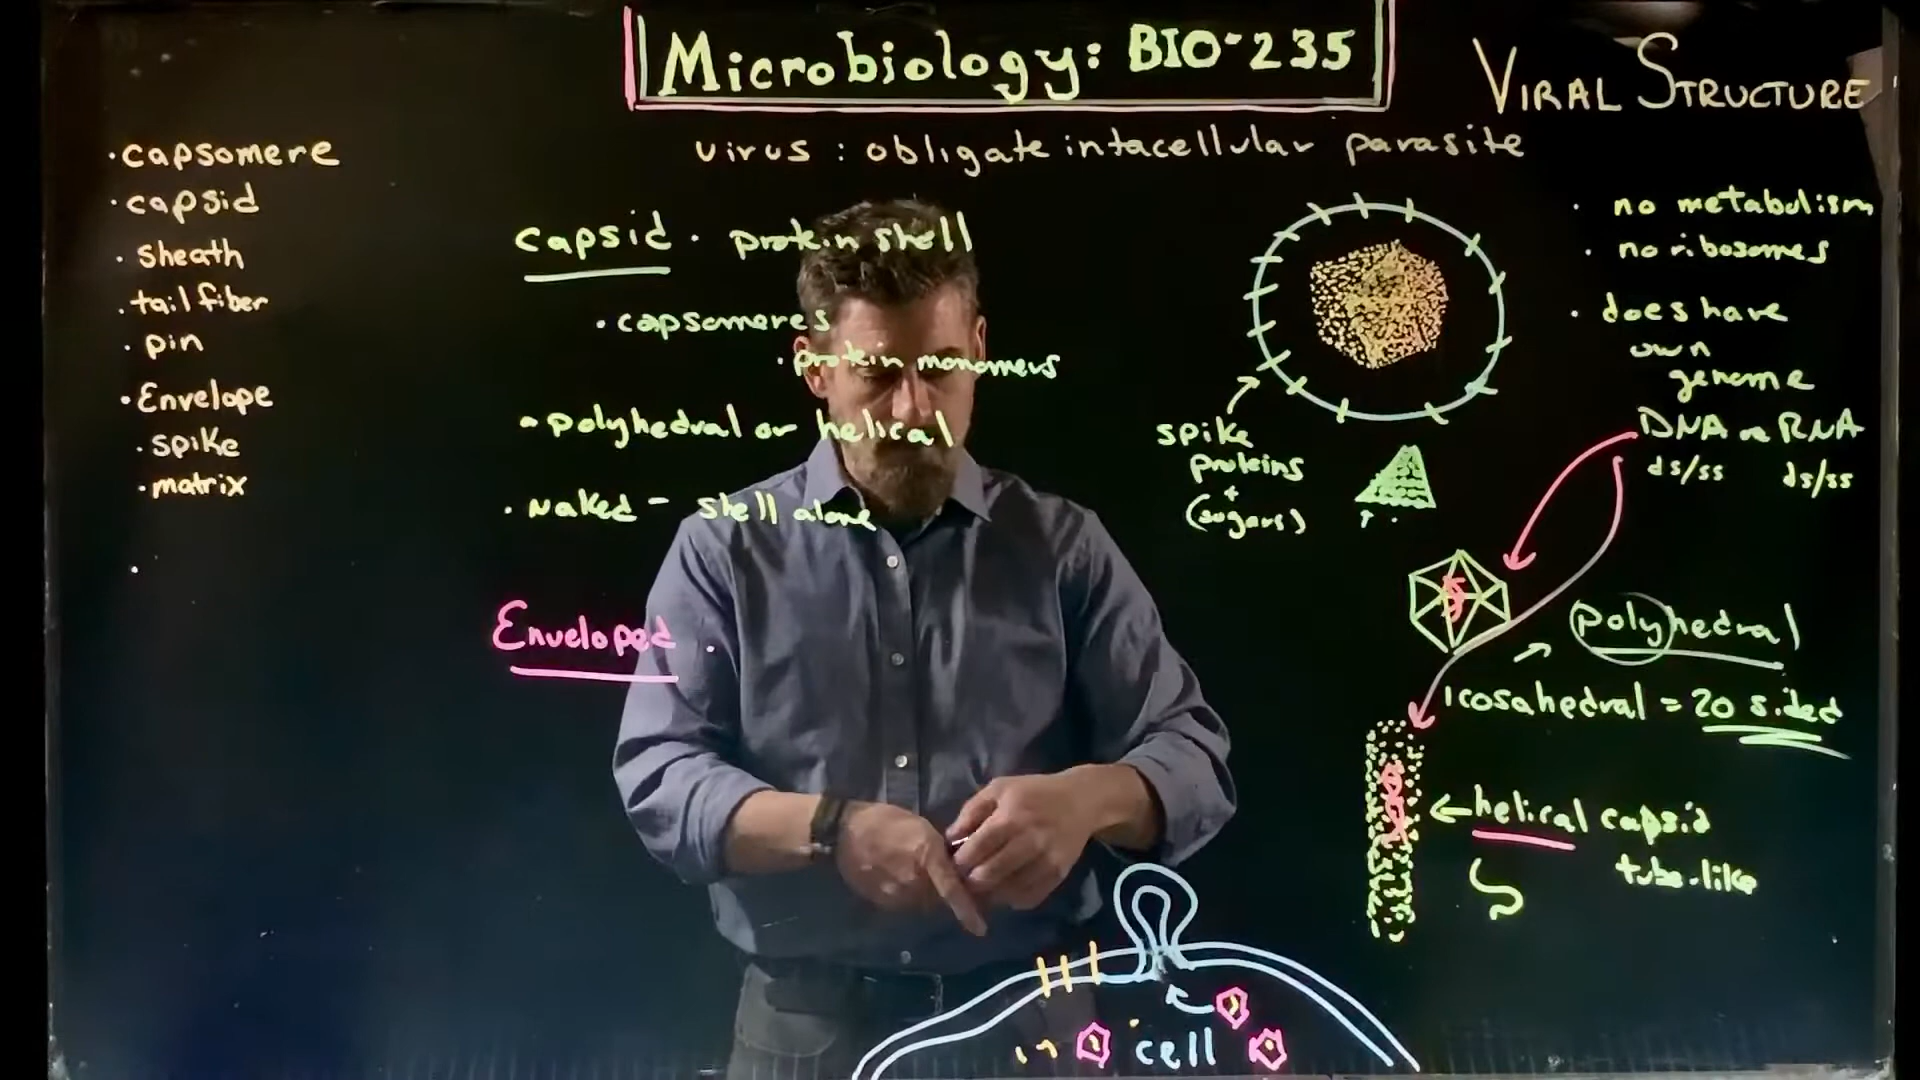 Microbiology: BIO-235
VIRAL STRUCTURE
virus : obligate intacellular parasite
· capsomere
· capsid
· sheath
· tail fiber
· pin
· Envelope
· spike
· matrix
capsid · protein shell
· capsomeres
· protein monomers
· polyhedral or helical
· Naked - shell alone
Enveloped ·
spike
proteins
+
(sugars)
· no metabolism
· no ribosomes
· does have
own
genome
DNA or RNA
ds/ss ds/ss
polyhedral
icosahedral = 20 sided
helical capsid
tube-like
cell